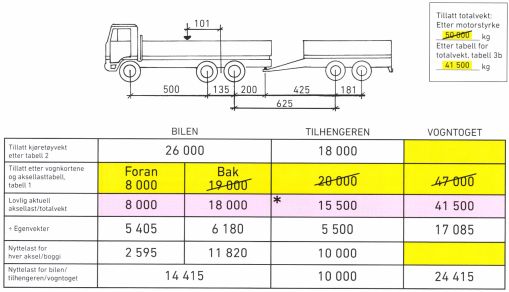 Tillatt totalvekt:
Etter motorstyrke
50 000 kg
Etter tabell for
totalvekt, tabell 3b
41 500 kg
101
500
135
200
425
181
625
BILEN
TILHENGEREN
VOGNTOGET
Tillatt kjøretøyvekt
etter tabell 2
26 000
18 000
Tillatt etter vognkortene
og aksellasttabell,
tabell 1
Foran
8 000
Bak
19 000
20 000
47 000
Lovlig aktuell
aksellast/totalvekt
8 000
18 000
*
15 500
41 500
÷ Egenvekter
5 405
6 180
5 500
17 085
Nyttelast for
hver aksel/boggi
2 595
11 820
10 000
Nyttelast for bilen/
tilhengeren/vogntoget
14 415
10 000
24 415